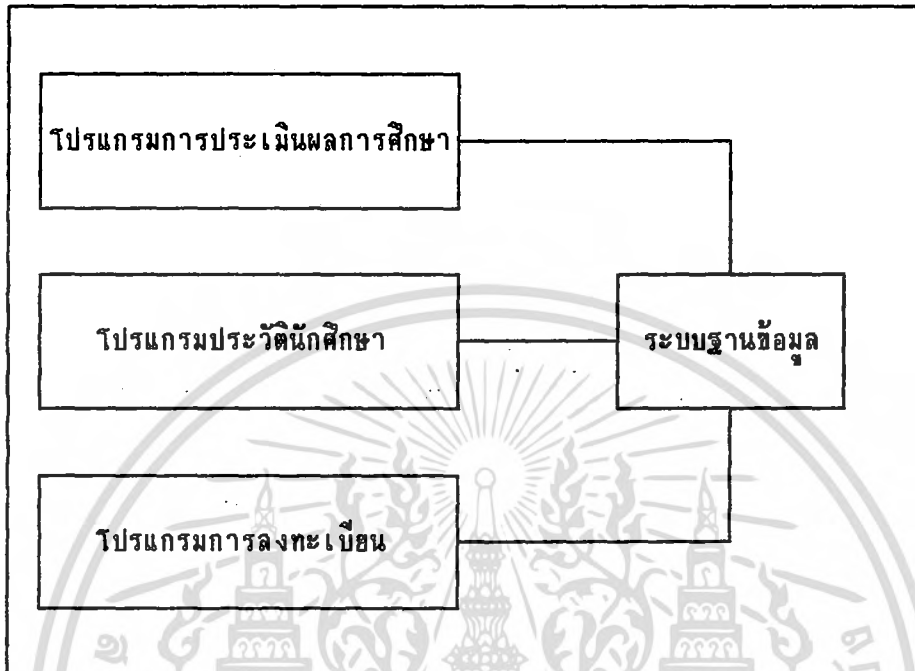 โปรแกรมการประเมินผลการศึกษา
โปรแกรมประวัตินักศึกษา
ระบบฐานข้อมูล
โปรแกรมการลงทะเบียน